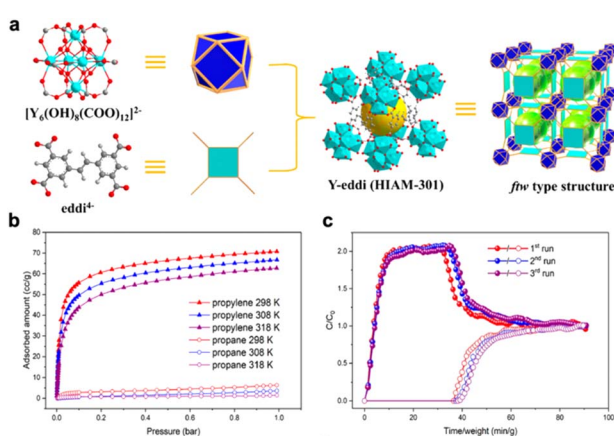 a
[Y₆(OH)₈(COO)₁₂]²⁻
eddi⁴⁻
Y-eddi (HIAM-301)
ftw type structure
b
Adsorbed amount (cc/g)
80
70
60
50
40
30
20
10
0
propylene 298 K
propylene 308 K
propylene 318 K
propane 298 K
propane 308 K
propane 318 K
0.0 0.2 0.4 0.6 0.8 1.0
Pressure (bar)
c
C/C₀
2.0
1.5
1.0
0.5
0.0
1st run
2nd run
3rd run
0 20 40 60 80 100
Time/weight (min/g)